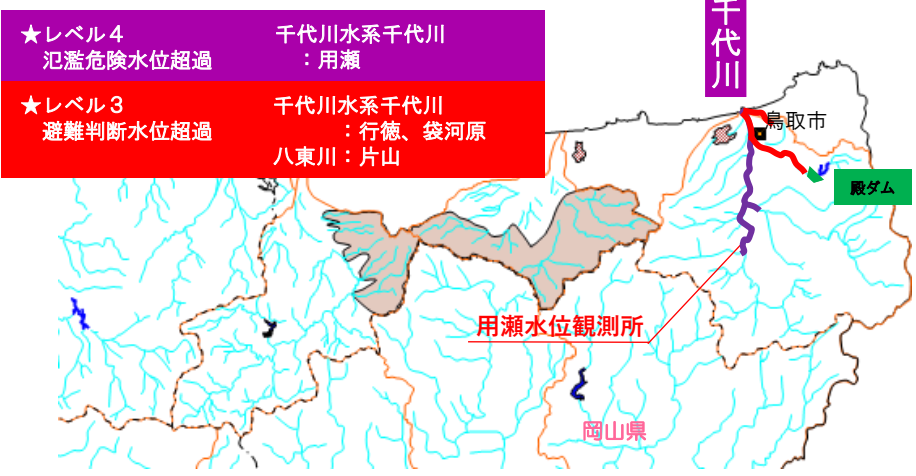 ★レベル４　　　千代川水系千代川
氾濫危険水位超過　　　：用瀬
★レベル３　　　千代川水系千代川
避難判断水位超過　　　：行徳、袋河原
八東川：片山
千代川
鳥取市
殿ダム
用瀬水位観測所
岡山県